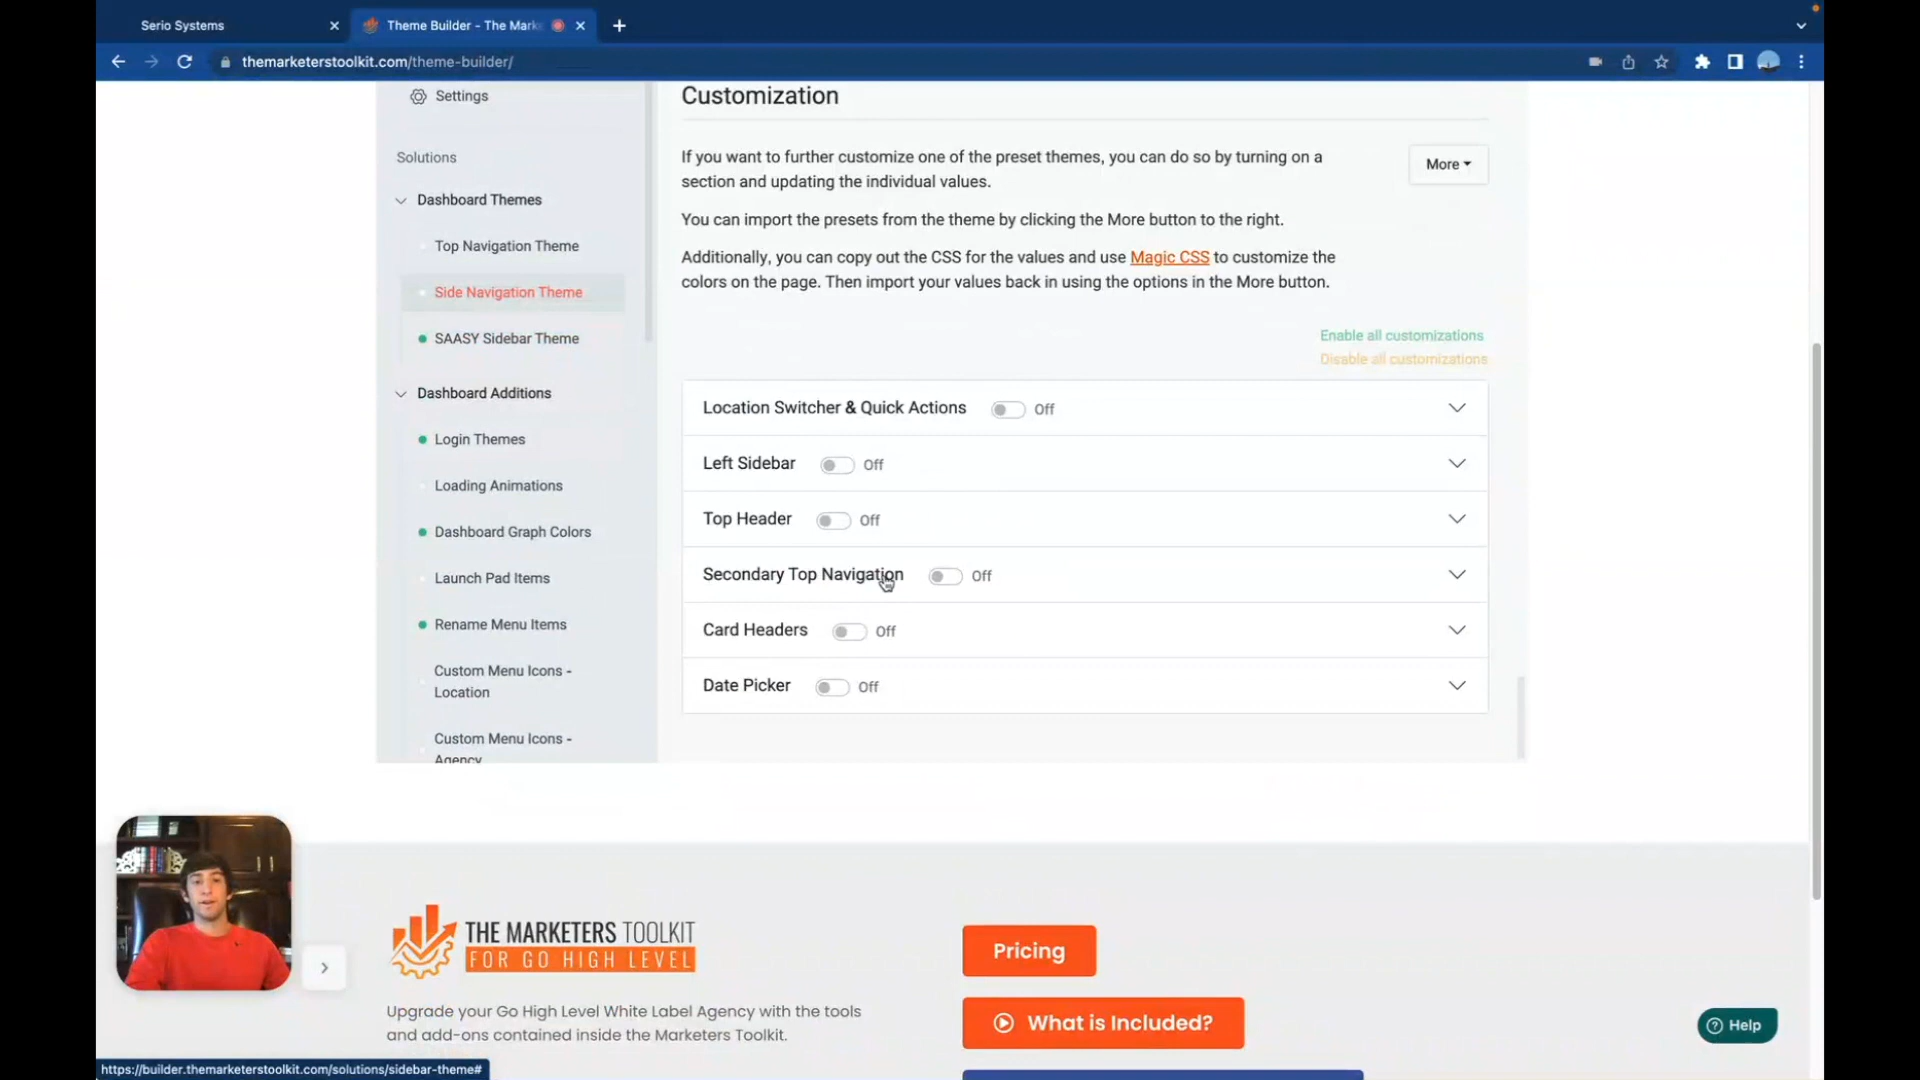 Serio Systems
Theme Builder - The Mark
themarketerstoolkit.com/theme-builder/
Settings
Solutions
Dashboard Themes
Top Navigation Theme
Side Navigation Theme
SAASY Sidebar Theme
Dashboard Additions
Login Themes
Loading Animations
Dashboard Graph Colors
Launch Pad Items
Rename Menu Items
Custom Menu Icons -
Location
Custom Menu Icons -
Agency
Customization
If you want to further customize one of the preset themes, you can do so by turning on a
section and updating the individual values.
More
You can import the presets from the theme by clicking the More button to the right.
Additionally, you can copy out the CSS for the values and use Magic CSS to customize the
colors on the page. Then import your values back in using the options in the More button.
Enable all customizations
Disable all customizations
Location Switcher & Quick Actions Off
Left Sidebar Off
Top Header Off
Secondary Top Navigation Off
Card Headers Off
Date Picker Off
THE MARKETERS TOOLKIT
FOR GO HIGH LEVEL
Upgrade your Go High Level White Label Agency with the tools
and add-ons contained inside the Marketers Toolkit.
Pricing
What is Included?
Help
https://builder.themarketerstoolkit.com/solutions/sidebar-theme#